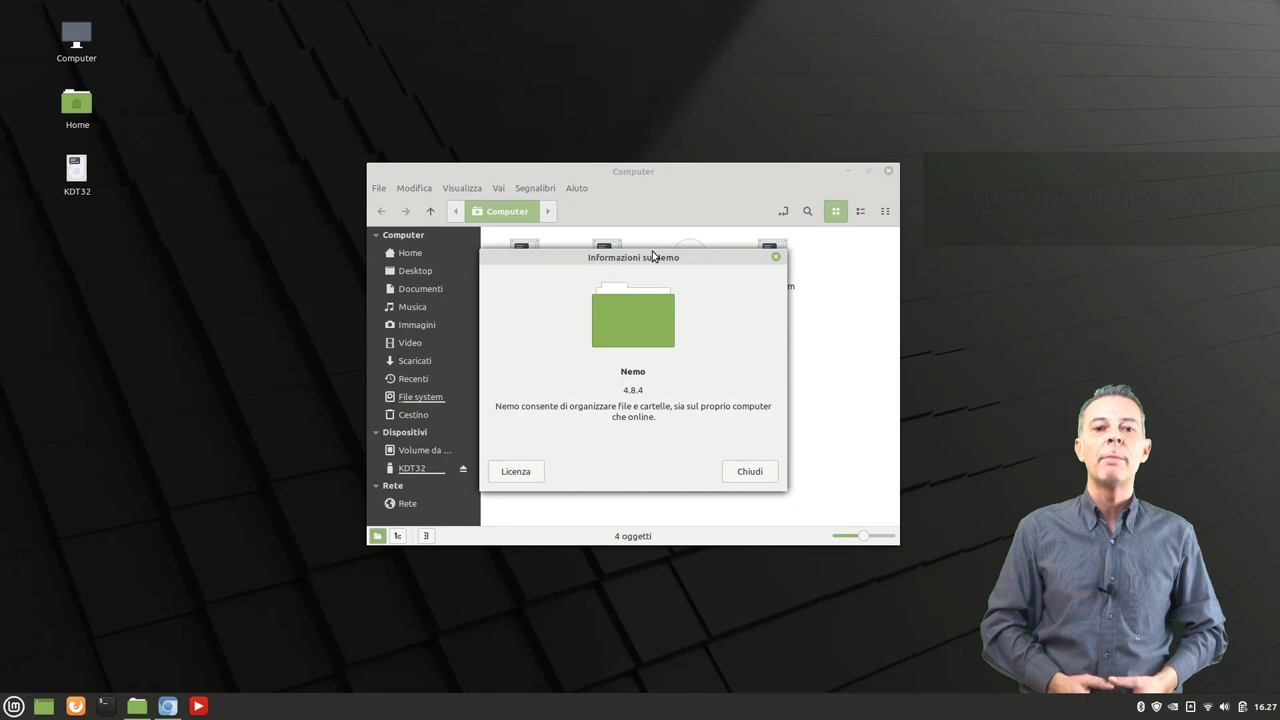 Computer
Home
KDT32
Computer
File Modifica Visualizza Vai Segnalibri Aiuto
Computer
Computer
Home
Desktop
Documenti
Musica
Immagini
Video
Scaricati
Recenti
File system
Cestino
Dispositivi
Volume da ...
KDT32
Rete
Rete
Informazioni su
Nemo
4.8.4
Nemo consente di organizzare file e cartelle, sia sul proprio computer
che online.
Licenza
Chiudi
4 oggetti
16.27